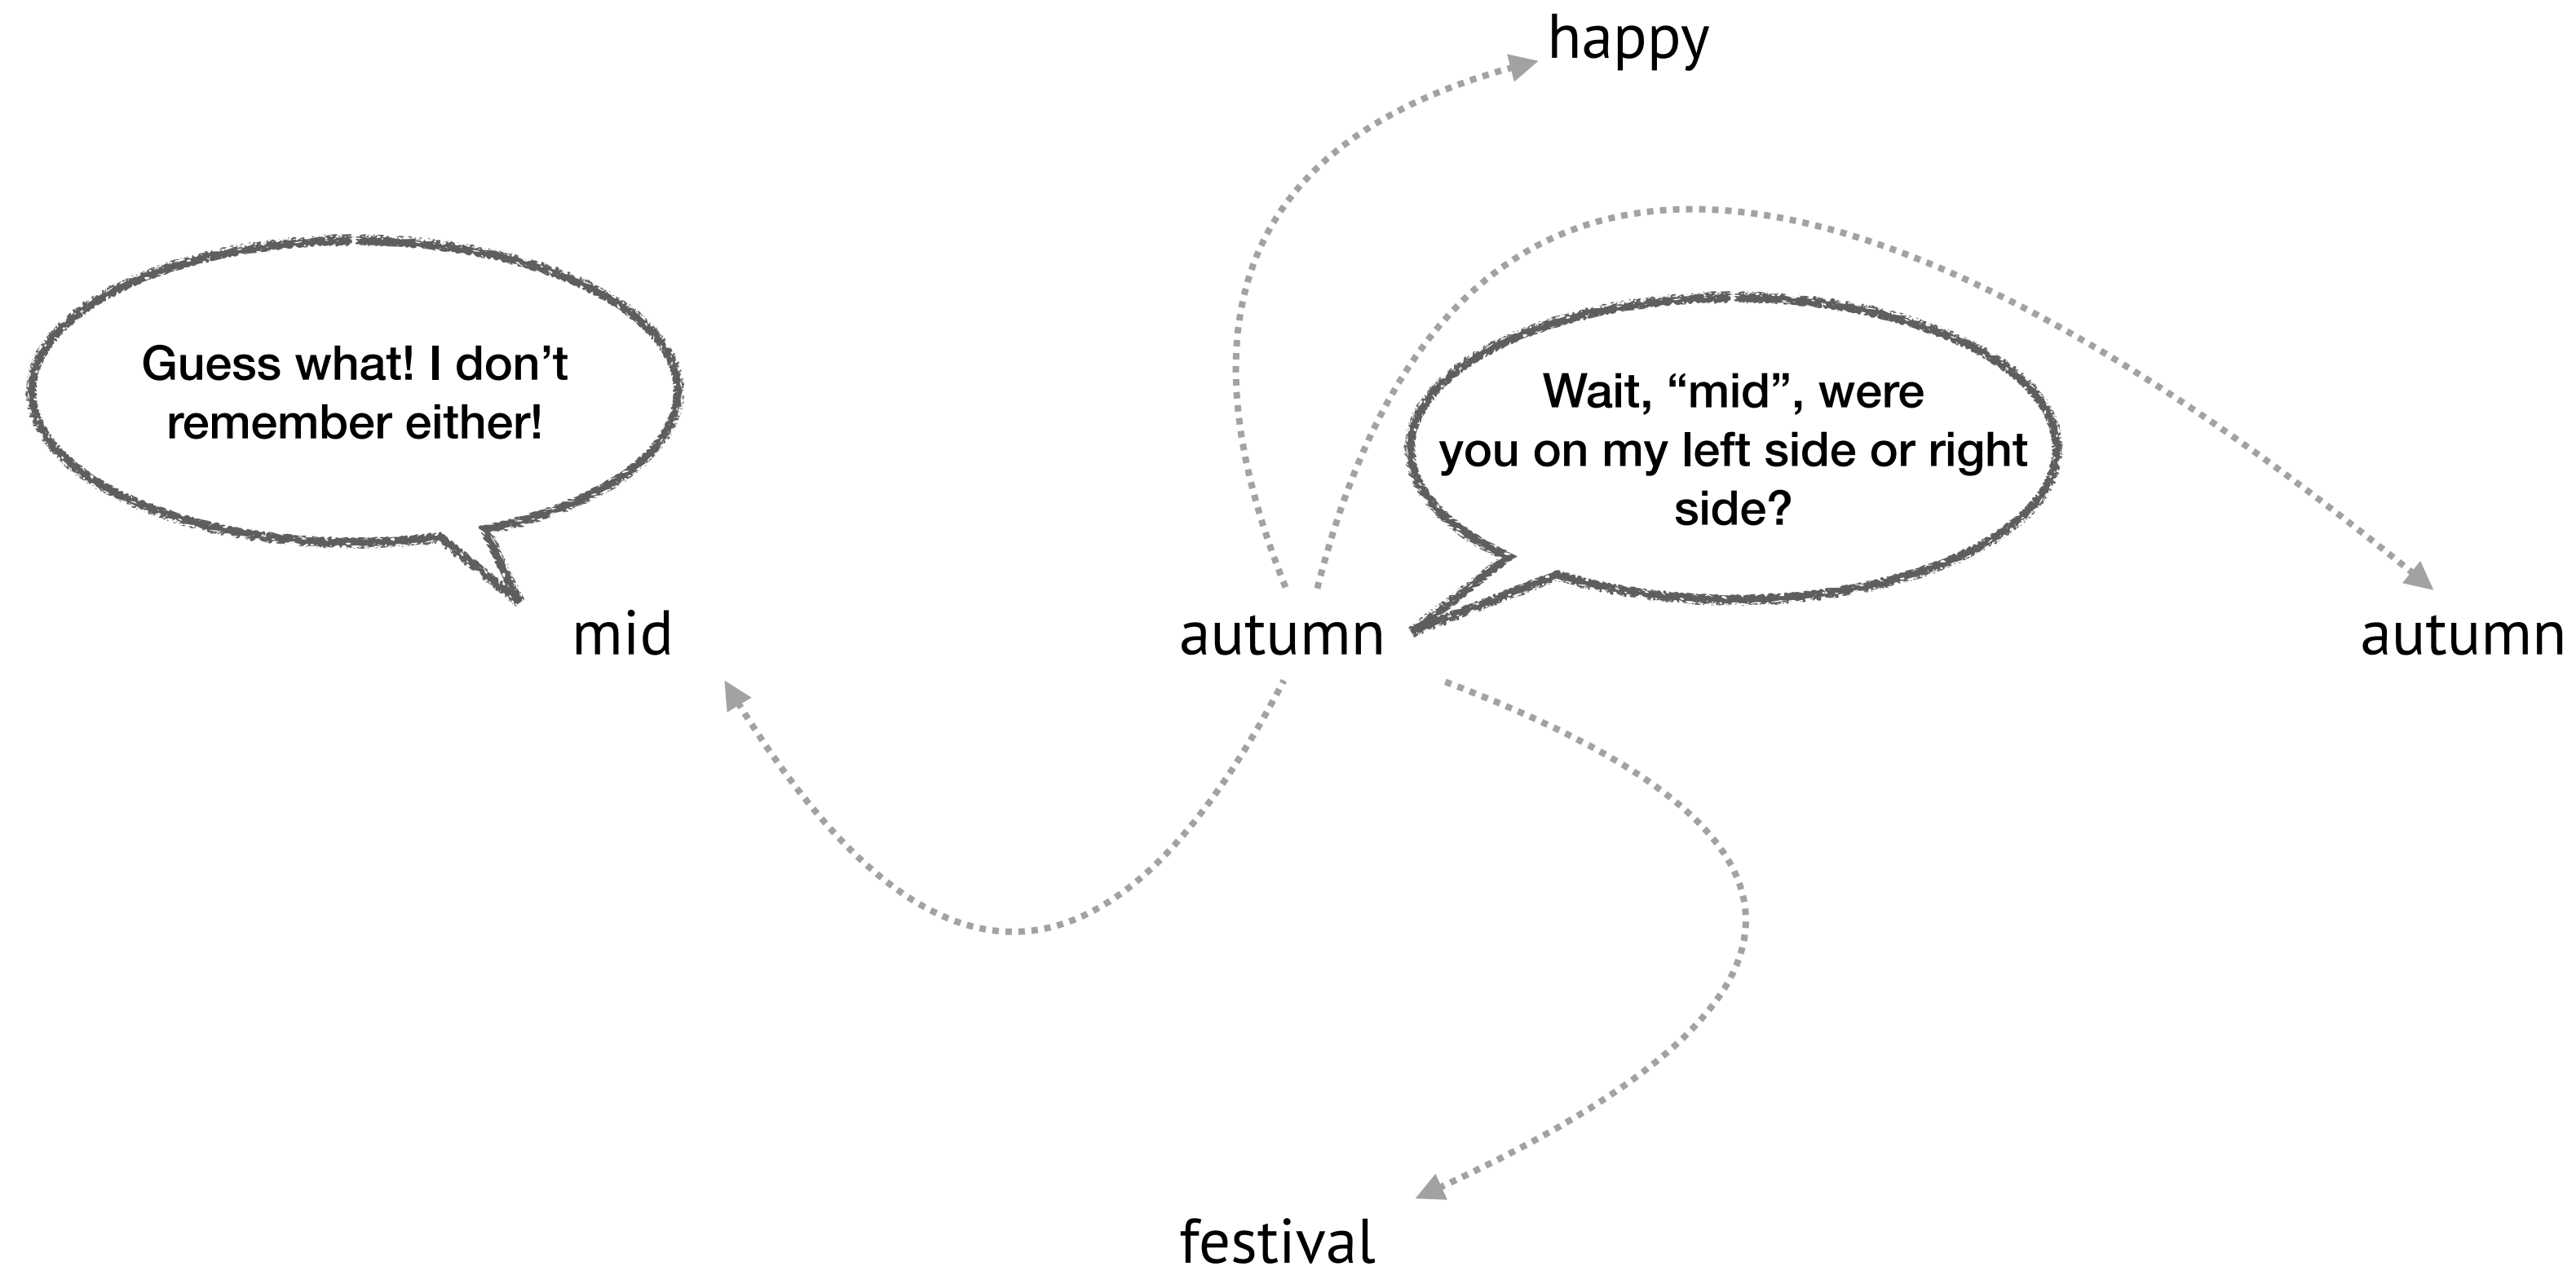 happy
Guess what! I don’t
remember either!
Wait, “mid”, were
you on my left side or right
side?
mid
autumn
autumn
festival